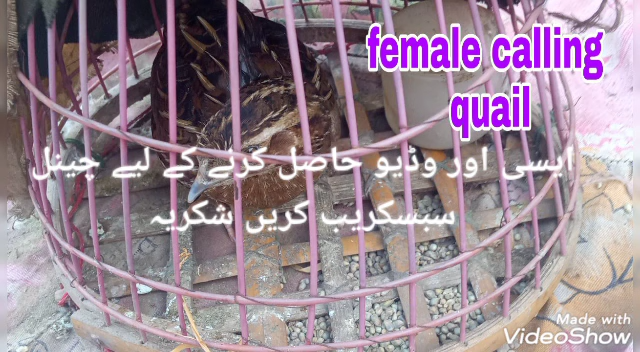 female calling
quail
ایسی اور وڈیو حاصل کرنے کے لیے چینل
سبسکریب کریں شکریہ
Made with
VideoShow